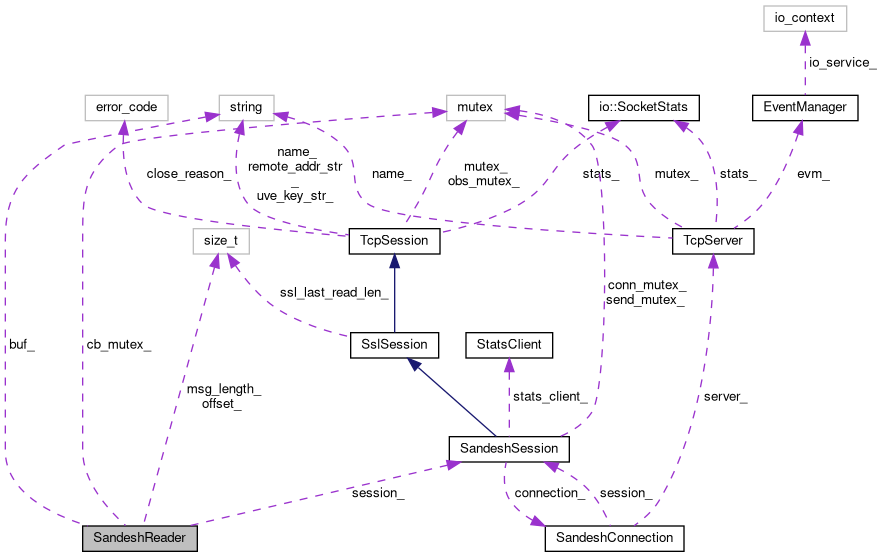 io_context
io_service_
error_code
string
mutex
io::SocketStats
EventManager
close_reason_
name_
remote_addr_str
_
uve_key_str_
name_
mutex_
obs_mutex_
stats_
mutex_
stats_
evm_
size_t
TcpSession
TcpServer
ssl_last_read_len_
conn_mutex_
send_mutex_
buf_
cb_mutex_
SslSession
StatsClient
msg_length_
offset_
stats_client_
server_
SandeshSession
session_
connection_
session_
SandeshReader
SandeshConnection